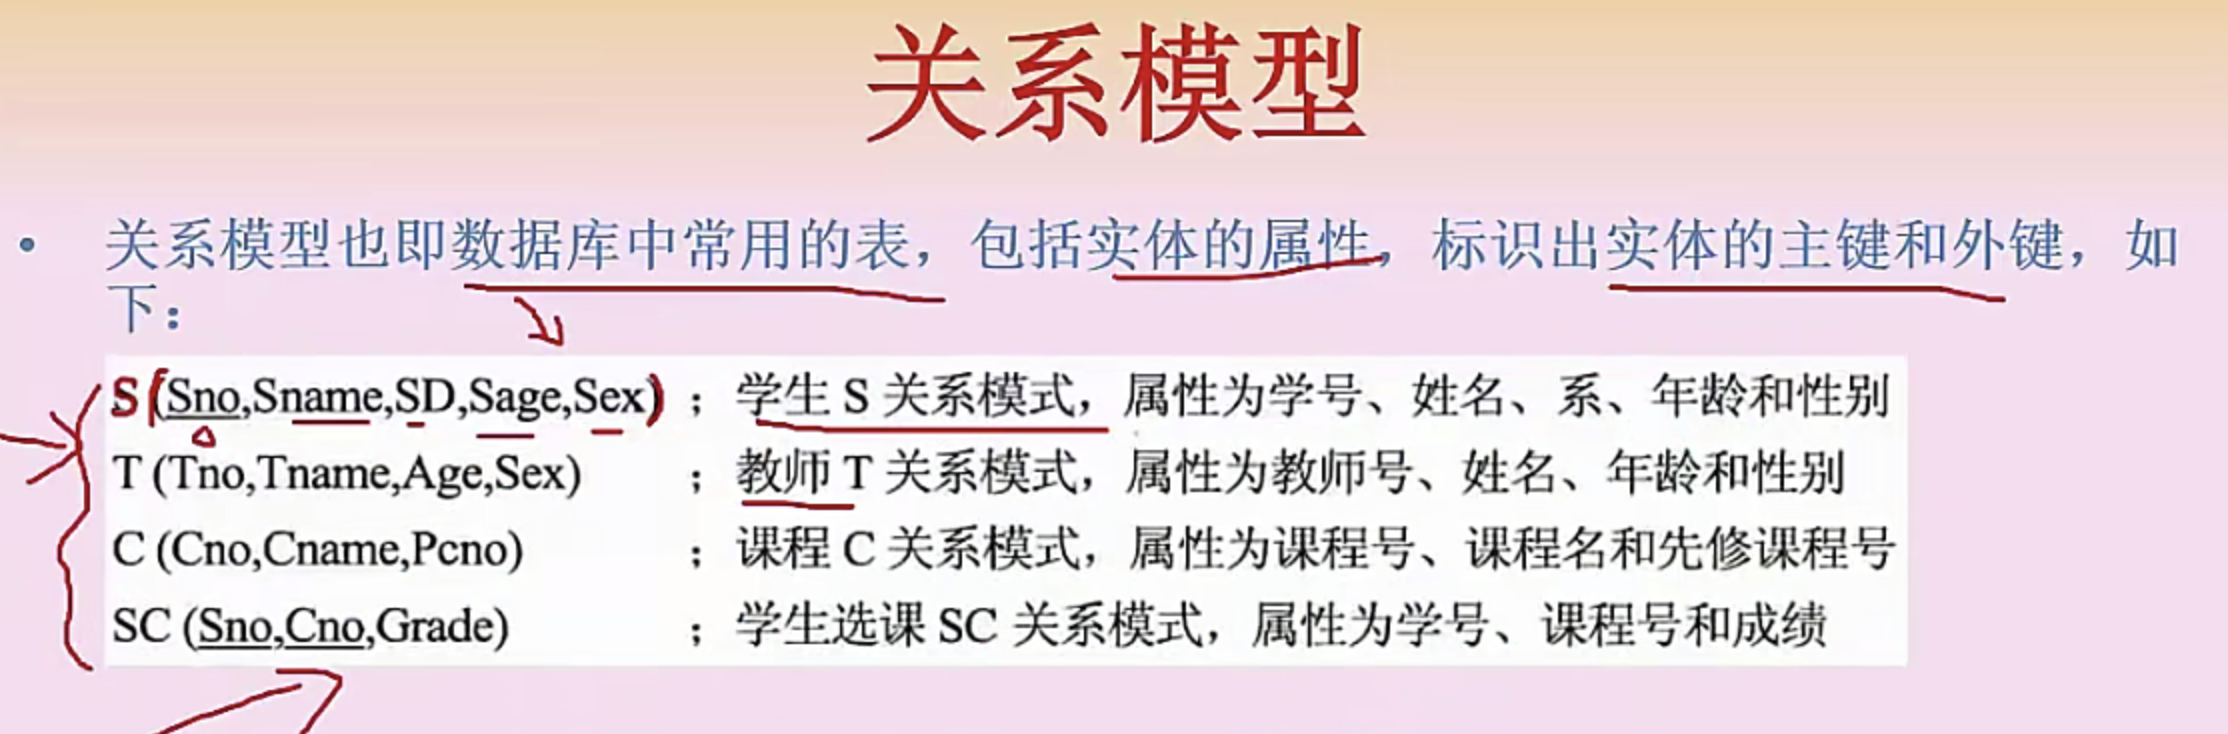 关系模型
• 关系模型也即数据库中常用的表，包括实体的属性，标识出实体的主键和外键，如
下：
S (Sno,Sname,SD,Sage,Sex) ； 学生 S 关系模式，属性为学号、姓名、系、年龄和性别
T (Tno,Tname,Age,Sex) ； 教师 T 关系模式，属性为教师号、姓名、年龄和性别
C (Cno,Cname,Pcno) ； 课程 C 关系模式，属性为课程号、课程名和先修课程号
SC (Sno,Cno,Grade) ； 学生选课 SC 关系模式，属性为学号、课程号和成绩